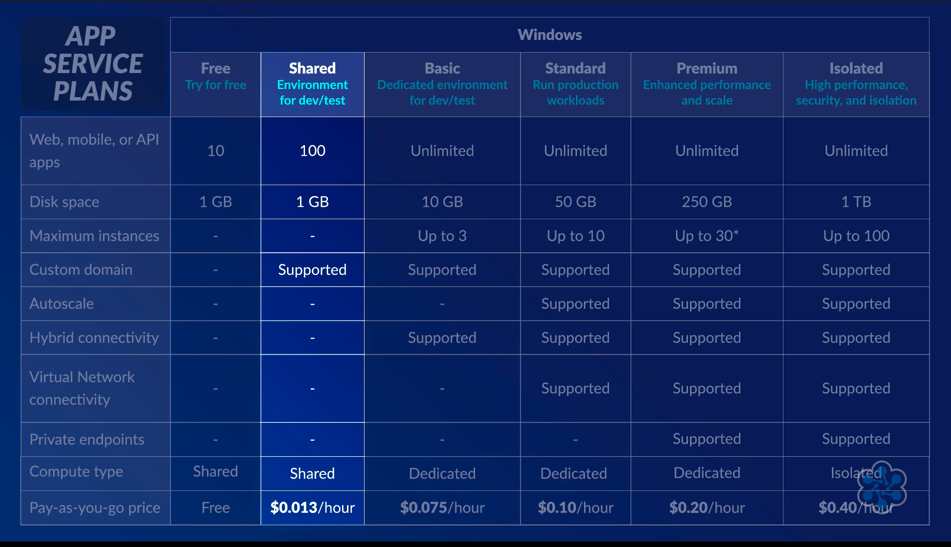 APP
SERVICE
PLANS
Windows
Free
Try for free
Shared
Environment
for dev/test
Basic
Dedicated environment
for dev/test
Standard
Run production
workloads
Premium
Enhanced performance
and scale
Isolated
High performance,
security, and isolation
Web, mobile, or API
apps
10 100 Unlimited Unlimited Unlimited Unlimited
Disk space 1 GB 1 GB 10 GB 50 GB 250 GB 1 TB
Maximum instances - - Up to 3 Up to 10 Up to 30* Up to 100
Custom domain - Supported Supported Supported Supported Supported
Autoscale - - - Supported Supported Supported
Hybrid connectivity - - Supported Supported Supported Supported
Virtual Network
connectivity
- - - Supported Supported Supported
Private endpoints - - - - Supported Supported
Compute type Shared Shared Dedicated Dedicated Dedicated Isolated
Pay-as-you-go price Free $0.013/hour $0.075/hour $0.10/hour $0.20/hour $0.40/hour